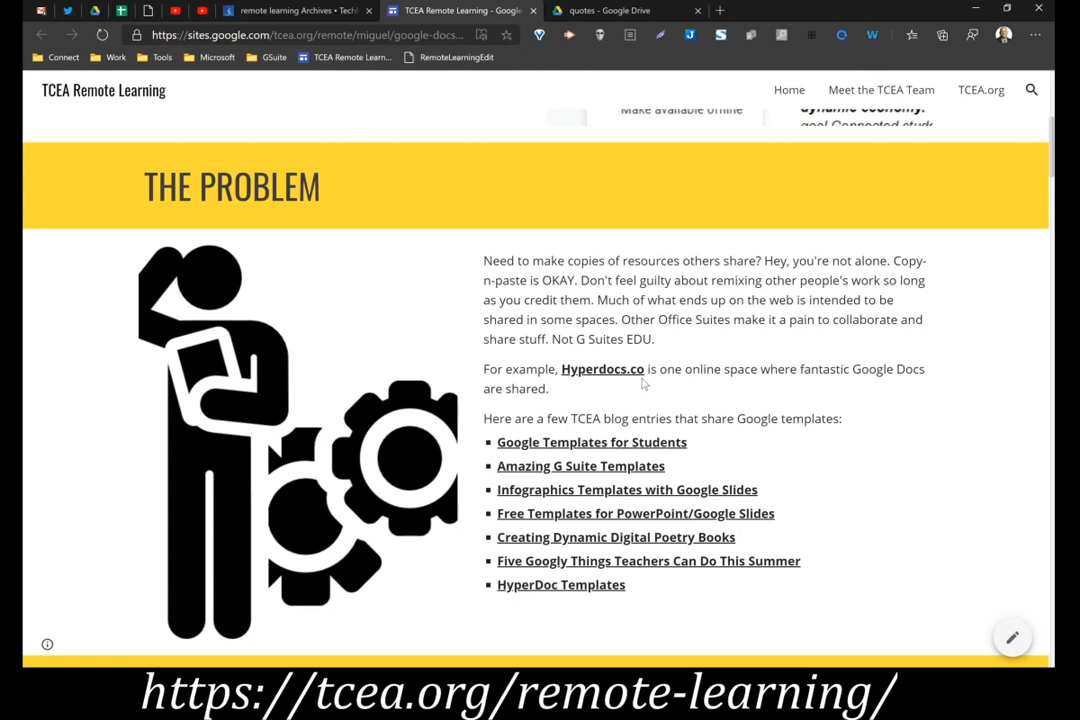 remote learning Archives • Tech
TCEA Remote Learning - Google
quotes - Google Drive
https://sites.google.com/tcea.org/remote/miguel/google-docs...
Connect
Work
Tools
Microsoft
GSuite
TCEA Remote Learn...
RemoteLearningEdit
TCEA Remote Learning
Home
Meet the TCEA Team
TCEA.org
Make available offline
dynamic economy.
THE PROBLEM
Need to make copies of resources others share? Hey, you're not alone. Copy-
n-paste is OKAY. Don't feel guilty about remixing other people's work so long
as you credit them. Much of what ends up on the web is intended to be
shared in some spaces. Other Office Suites make it a pain to collaborate and
share stuff. Not G Suites EDU.
For example, Hyperdocs.co is one online space where fantastic Google Docs
are shared.
Here are a few TCEA blog entries that share Google templates:
▪ Google Templates for Students
▪ Amazing G Suite Templates
▪ Infographics Templates with Google Slides
▪ Free Templates for PowerPoint/Google Slides
▪ Creating Dynamic Digital Poetry Books
▪ Five Googly Things Teachers Can Do This Summer
▪ HyperDoc Templates
https://tcea.org/remote-learning/